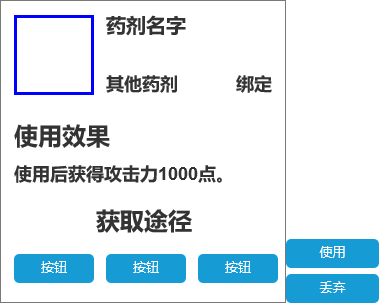 药剂名字
其他药剂 绑定
使用效果
使用后获得攻击力1000点。
获取途径
按钮 按钮 按钮
使用
丢弃